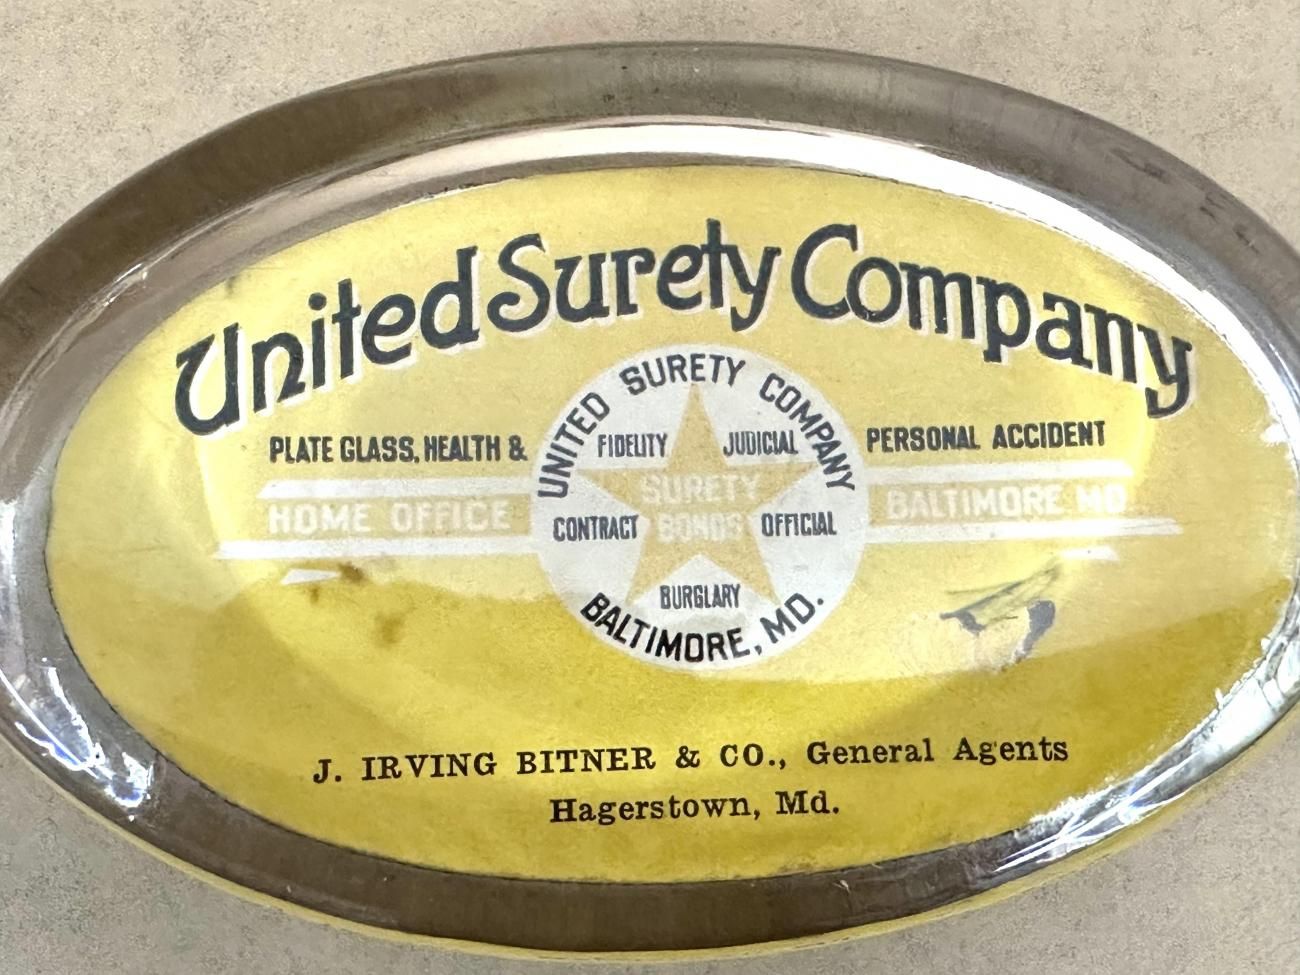 United Surety Company
PLATE GLASS, HEALTH &
PERSONAL ACCIDENT
HOME OFFICE
BALTIMORE MD
UNITED SURETY COMPANY
FIDELITY
JUDICIAL
SURETY
BONDS
CONTRACT
OFFICIAL
BURGLARY
BALTIMORE, MD.
J. IRVING BITNER & CO., General Agents
Hagerstown, Md.